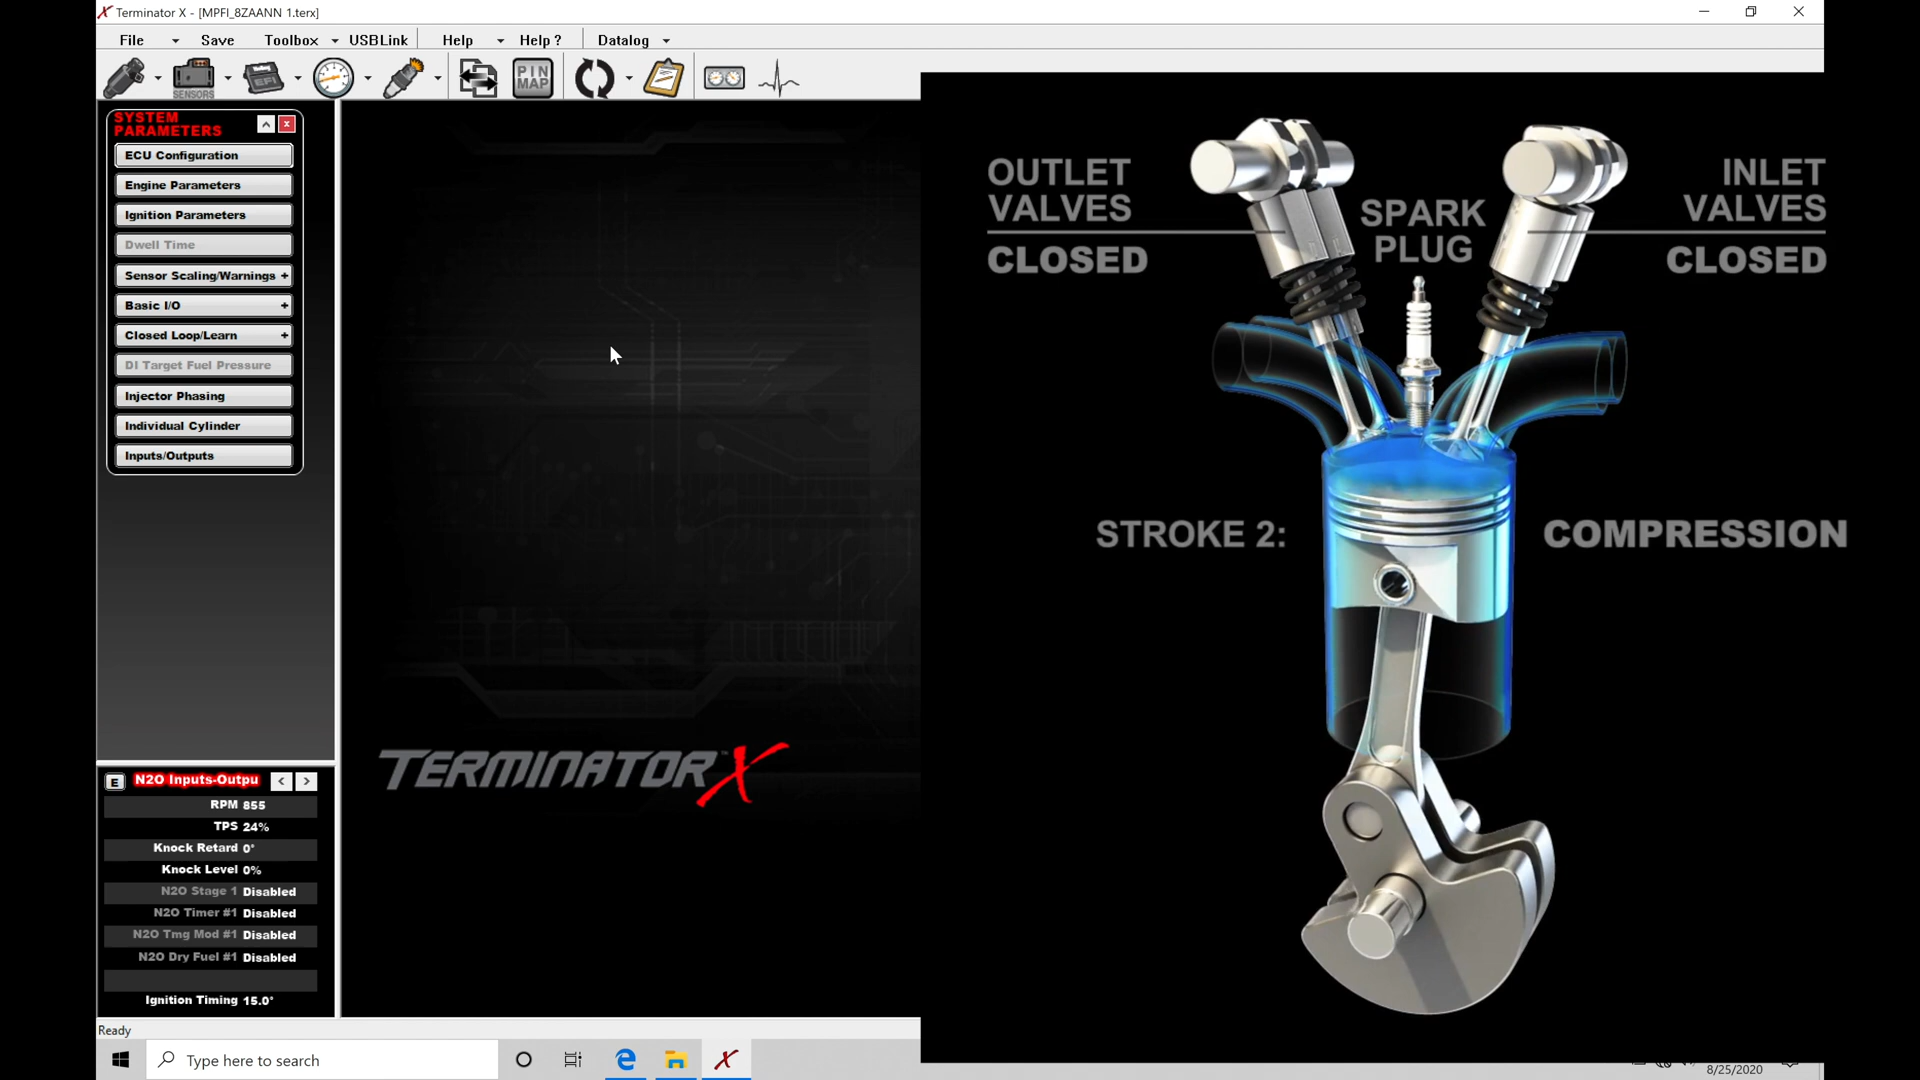 Terminator X - [MPFI_8ZAANN 1.terx]
File Save Toolbox USBLink Help Help ? Datalog
SENSORS
EFI
PIN
MAP
SYSTEM
PARAMETERS
ECU Configuration
Engine Parameters
Ignition Parameters
Dwell Time
Sensor Scaling/Warnings +
Basic I/O +
Closed Loop/Learn +
DI Target Fuel Pressure
Injector Phasing
Individual Cylinder
Inputs/Outputs
OUTLET
VALVES
CLOSED
SPARK
PLUG
INLET
VALVES
CLOSED
STROKE 2:
COMPRESSION
TERMINATOR X
E N2O Inputs-Outpu < >
RPM 855
TPS 24%
Knock Retard 0°
Knock Level 0%
N2O Stage 1 Disabled
N2O Timer #1 Disabled
N2O Tmg Mod #1 Disabled
N2O Dry Fuel #1 Disabled
Ignition Timing 15.0°
Ready
Type here to search
8/25/2020